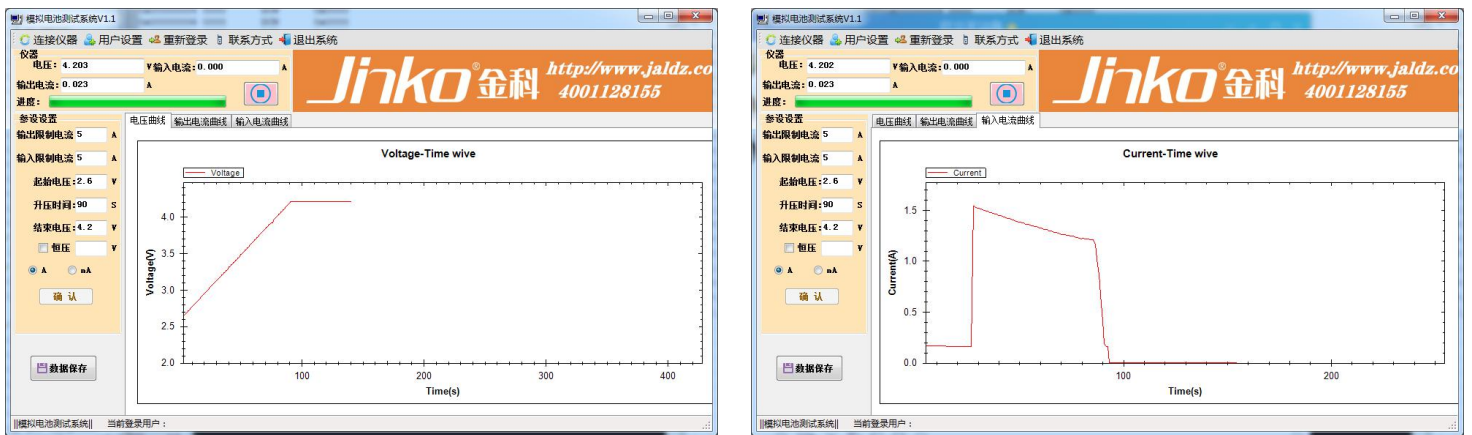 模拟电池测试系统V1.1
连接仪器 用户设置 重新登录 联系方式 退出系统
仪器
电压: 4.203 V 输入电流: 0.000 A
输出电流: 0.023 A
进度:
Jinko®金科 http://www.jaldz.co
4001128155
参设设置
输出限制电流 5 A
输入限制电流 5 A
起始电压: 2.6 V
升压时间: 90 S
结束电压: 4.2 V
恒压 V
A mA
确认
数据保存
电压曲线 输出电流曲线 输入电流曲线
Voltage-Time wive
Voltage
Voltage(V)
4.0
3.5
3.0
2.5
2.0
100 200 300 400
Time(s)
||模拟电池测试系统|| 当前登录用户:
模拟电池测试系统V1.1
连接仪器 用户设置 重新登录 联系方式 退出系统
仪器
电压: 4.202 V 输入电流: 0.000 A
输出电流: 0.023 A
进度:
Jinko®金科 http://www.jaldz.co
4001128155
参设设置
输出限制电流 5 A
输入限制电流 5 A
起始电压: 2.6 V
升压时间: 90 S
结束电压: 4.2 V
恒压 V
A mA
确认
数据保存
电压曲线 输出电流曲线 输入电流曲线
Current-Time wive
Current
Current(A)
1.5
1.0
0.5
0.0
100 200
Time(s)
||模拟电池测试系统|| 当前登录用户: